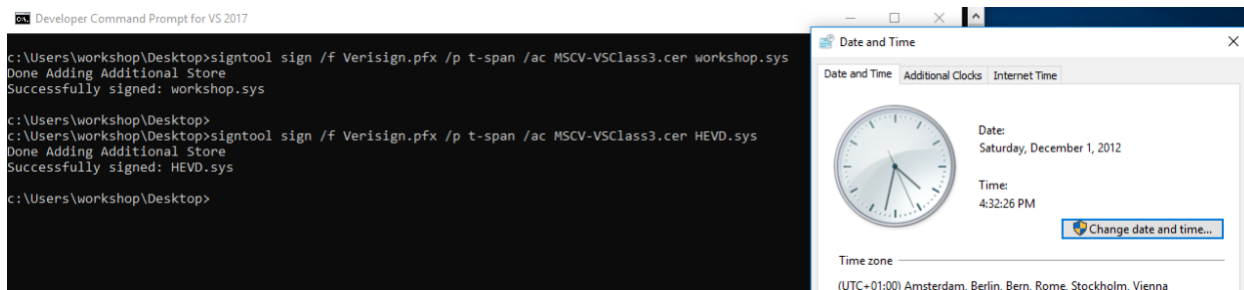 Developer Command Prompt for VS 2017
c:\Users\workshop\Desktop>signtool sign /f Verisign.pfx /p t-span /ac MSCV-VSClass3.cer workshop.sys
Done Adding Additional Store
Successfully signed: workshop.sys
c:\Users\workshop\Desktop>
c:\Users\workshop\Desktop>signtool sign /f Verisign.pfx /p t-span /ac MSCV-VSClass3.cer HEVD.sys
Done Adding Additional Store
Successfully signed: HEVD.sys
c:\Users\workshop\Desktop>
Date and Time
Date and Time Additional Clocks Internet Time
Date:
Saturday, December 1, 2012
Time:
4:32:26 PM
Change date and time...
Time zone
(UTC+01:00) Amsterdam, Berlin, Bern, Rome, Stockholm, Vienna